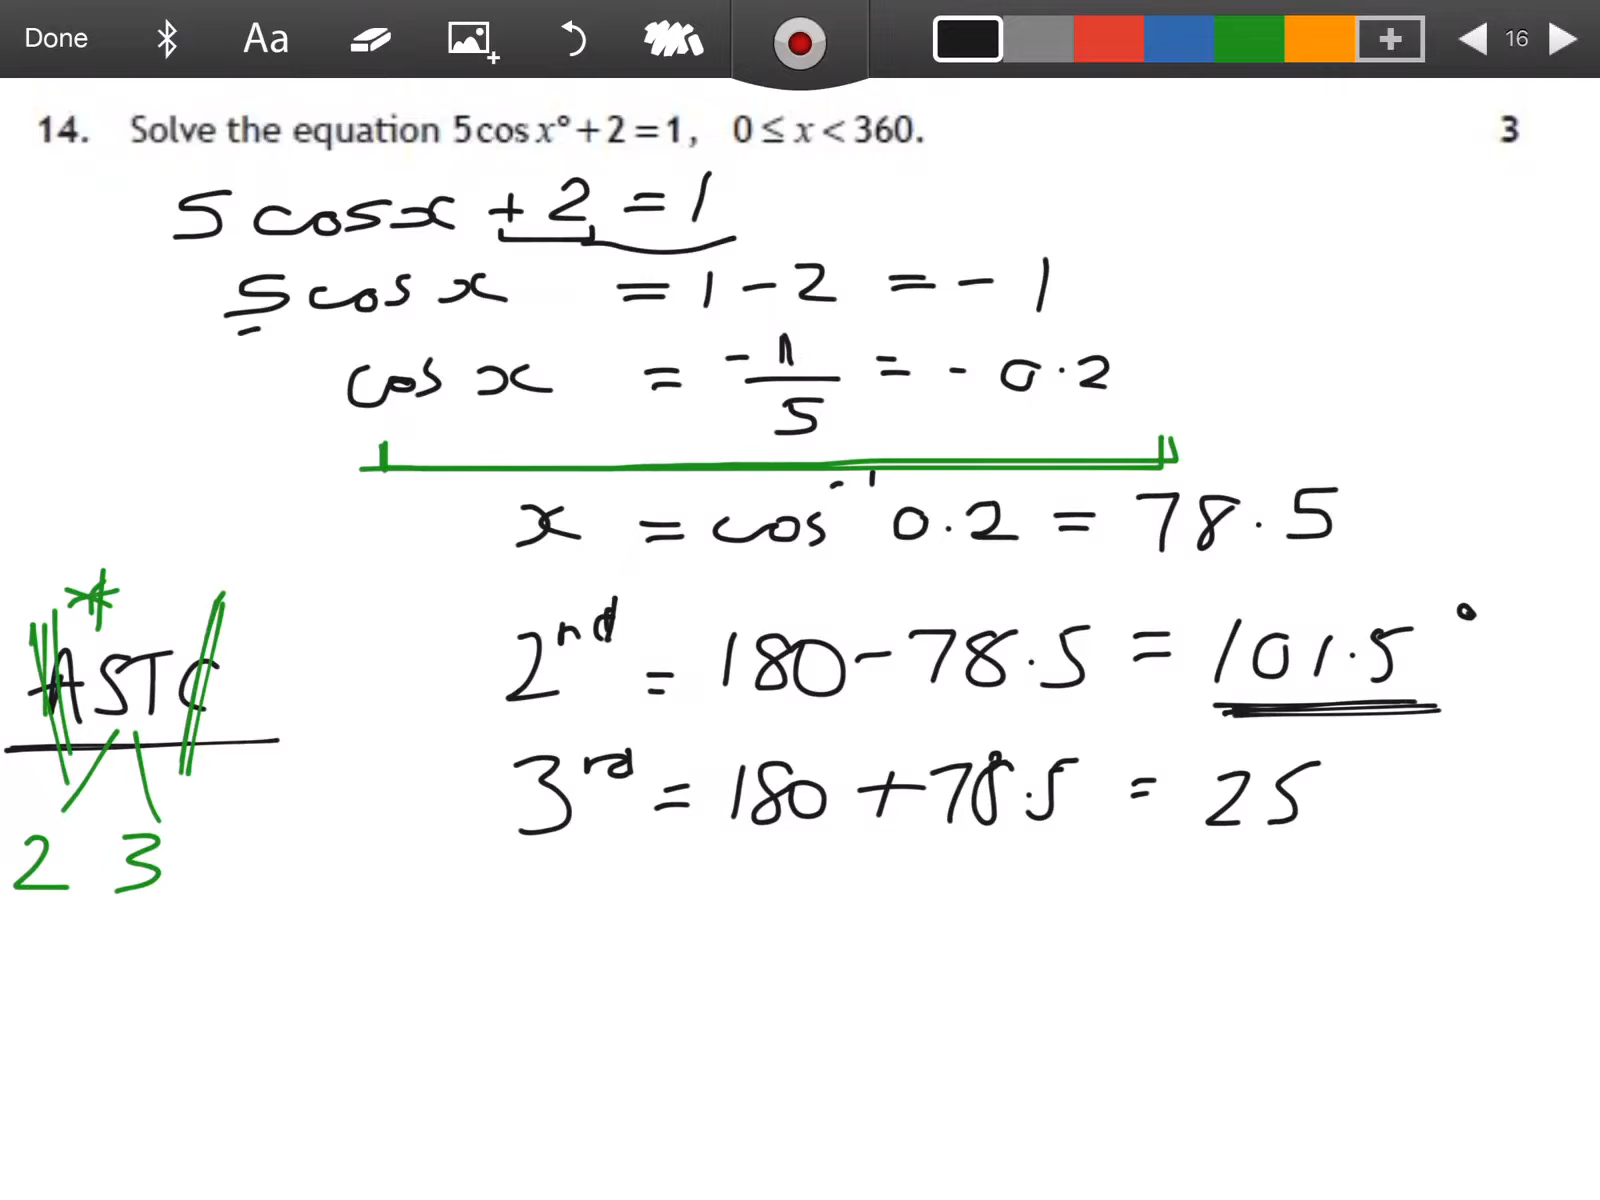 Done Aa 16
14. Solve the equation 5cosx°+2=1, 0≤x<360. 3
5 cosx + 2 = 1
5 cos x = 1 - 2 = - 1
cos x = -1/5 = - 0.2
x = cos⁻¹ 0.2 = 78.5
2nd = 180 - 78.5 = 101.5°
ASTC
3rd = 180 + 78.5 = 25
2 3